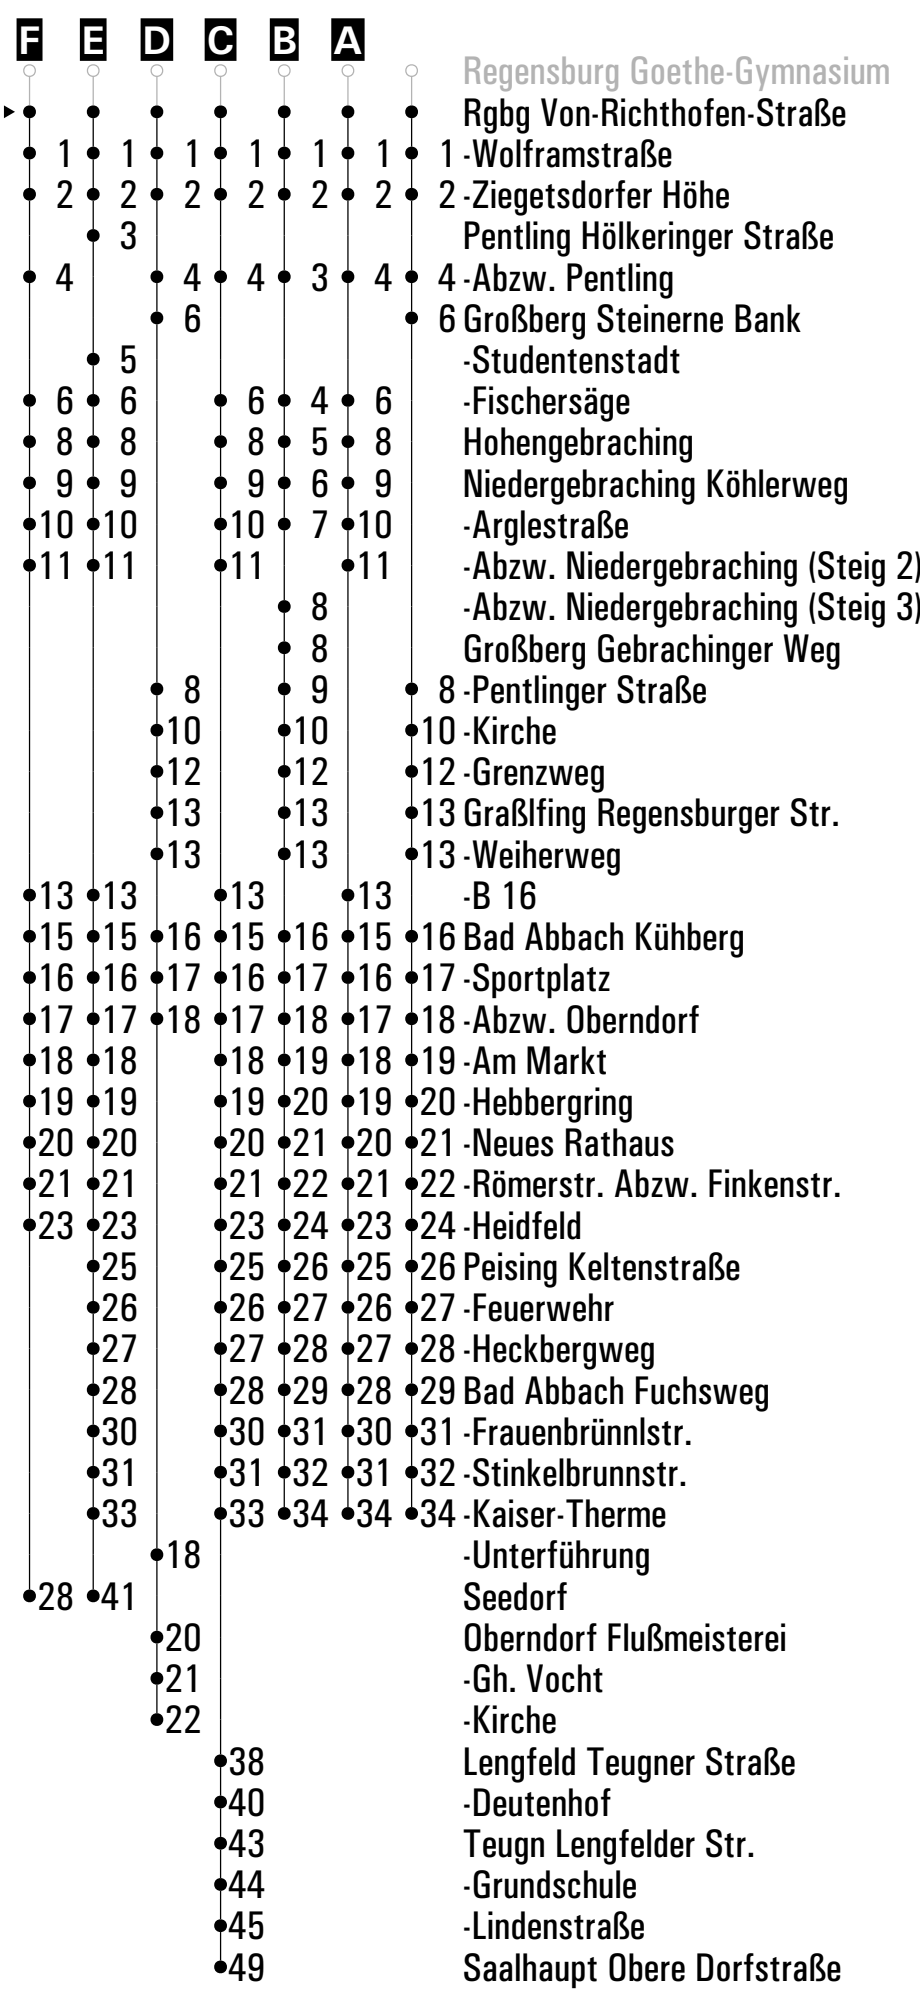 F E D C B A
Regensburg Goethe-Gymnasium
Rgbg Von-Richthofen-Straße
1 1 1 1 1 1 1 -Wolframstraße
2 2 2 2 2 2 2 -Ziegetsdorfer Höhe
3 Pentling Hölkeringer Straße
4 4 4 3 4 4 -Abzw. Pentling
6 6 Großberg Steinerne Bank
5 -Studentenstadt
6 6 6 4 6 -Fischersäge
8 8 8 5 8 Hohengebraching
9 9 9 6 9 Niedergebraching Köhlerweg
10 10 10 7 10 -Arglestraße
11 11 11 11 -Abzw. Niedergebraching (Steig 2)
8 -Abzw. Niedergebraching (Steig 3)
8 Großberg Gebrachinger Weg
8 9 8 -Pentlinger Straße
10 10 10 -Kirche
12 12 12 -Grenzweg
13 13 13 Graßlfing Regensburger Str.
13 13 13 -Weiherweg
13 13 13 13 -B 16
15 15 16 15 16 15 16 Bad Abbach Kühberg
16 16 17 16 17 16 17 -Sportplatz
17 17 18 17 18 17 18 -Abzw. Oberndorf
18 18 18 19 18 19 -Am Markt
19 19 19 20 19 20 -Hebbergring
20 20 20 21 20 21 -Neues Rathaus
21 21 21 22 21 22 -Römerstr. Abzw. Finkenstr.
23 23 23 24 23 24 -Heidfeld
25 25 26 25 26 Peising Keltenstraße
26 26 27 26 27 -Feuerwehr
27 27 28 27 28 -Heckbergweg
28 28 29 28 29 Bad Abbach Fuchsweg
30 30 31 30 31 -Frauenbrünnlstr.
31 31 32 31 32 -Stinkelbrunnstr.
33 33 34 34 34 -Kaiser-Therme
18 -Unterführung
28 41 Seedorf
20 Oberndorf Flußmeisterei
21 -Gh. Vocht
22 -Kirche
38 Lengfeld Teugner Straße
40 -Deutenhof
43 Teugn Lengfelder Str.
44 -Grundschule
45 -Lindenstraße
49 Saalhaupt Obere Dorfstraße